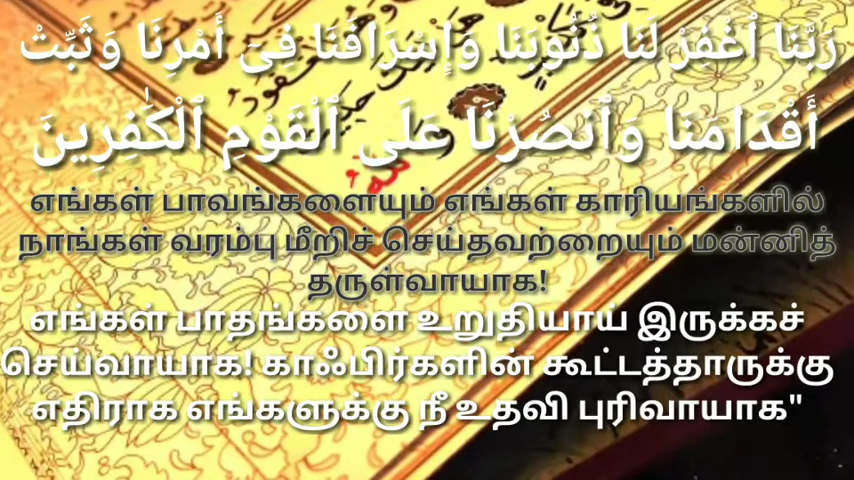 رَبَّنَا ٱغْفِرْ لَنَا ذُنُوبَنَا وَإِسْرَافَنَا فِىٓ أَمْرِنَا وَثَبِّتْ
أَقْدَامَنَا وَٱنصُرْنَا عَلَى ٱلْقَوْمِ ٱلْكَٰفِرِينَ
எங்கள் பாவங்களையும் எங்கள் காரியங்களில்
நாங்கள் வரம்பு மீறிச் செய்தவற்றையும் மன்னித்
தருள்வாயாக!
எங்கள் பாதங்களை உறுதியாய் இருக்கச்
செய்வாயாக! காஃபிர்களின் கூட்டத்தாருக்கு
எதிராக எங்களுக்கு நீ உதவி புரிவாயாக"